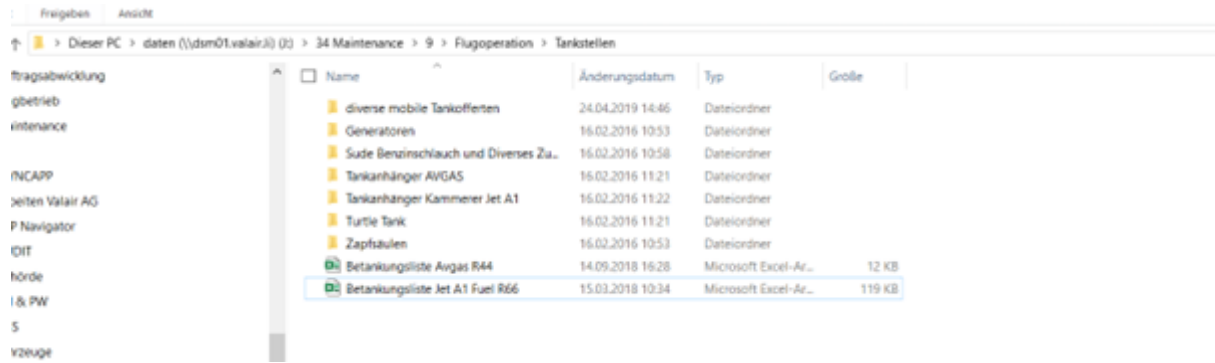 Freigeben Ansicht
Dieser PC > daten (\\dsm01.valair.li) (J:) > 34 Maintenance > 9 > Flugoperation > Tankstellen
ftragsabwicklung
gbetrieb
intenance
YNCAPP
beiten Valair AG
P Navigator
DIT
hörde
l & PW
S
rzeuge
Name Änderungsdatum Typ Größe
diverse mobile Tankofferten 24.04.2019 14:46 Dateiordner
Generatoren 16.02.2016 10:53 Dateiordner
Sude Benzinschlauch und Diverses Zu... 16.02.2016 10:58 Dateiordner
Tankanhänger AVGAS 16.02.2016 11:21 Dateiordner
Tankanhänger Kammerer Jet A1 16.02.2016 11:22 Dateiordner
Turtle Tank 16.02.2016 11:21 Dateiordner
Zapfsäulen 16.02.2016 10:53 Dateiordner
Betankungsliste Avgas R44 14.09.2018 16:28 Microsoft Excel-Ar... 12 KB
Betankungsliste Jet A1 Fuel R66 15.03.2018 10:34 Microsoft Excel-Ar... 119 KB